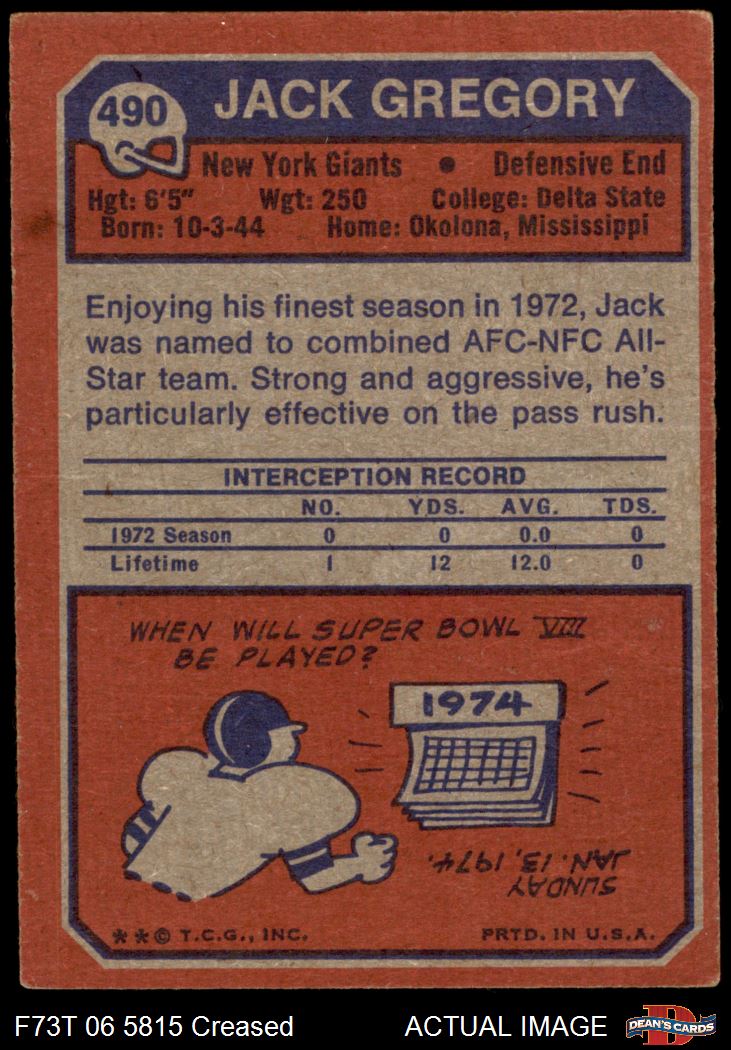 490
JACK GREGORY
New York Giants • Defensive End
Hgt: 6'5" Wgt: 250 College: Delta State
Born: 10-3-44 Home: Okolona, Mississippi
Enjoying his finest season in 1972, Jack
was named to combined AFC-NFC All-
Star team. Strong and aggressive, he's
particularly effective on the pass rush.
INTERCEPTION RECORD
NO. YDS. AVG. TDS.
1972 Season 0 0 0.0 0
Lifetime 1 12 12.0 0
WHEN WILL SUPER BOWL VIII
BE PLAYED?
1974
SUNDAY
JAN. 13, 1974.
**© T.C.G., INC. PRTD. IN U.S.A.
F73T 06 5815 Creased ACTUAL IMAGE
DEAN'S CARDS